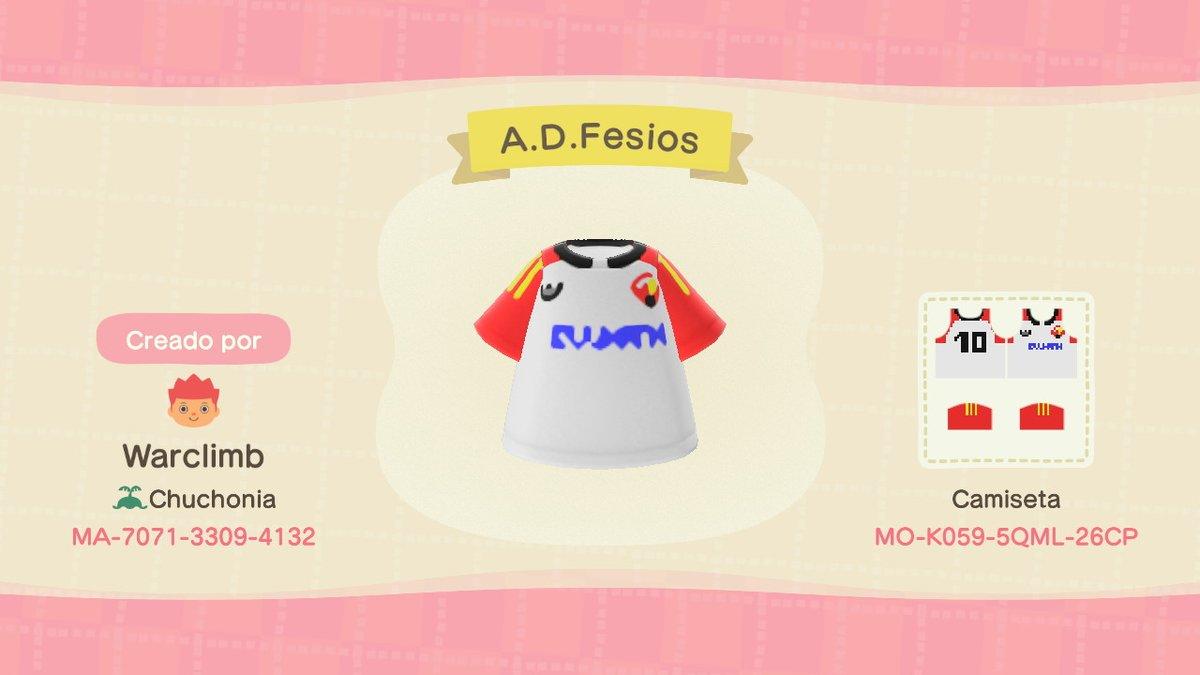 A.D.Fesios
Creado por
Warclimb
Chuchonia
MA-7071-3309-4132
10
Camiseta
MO-K059-5QML-26CP